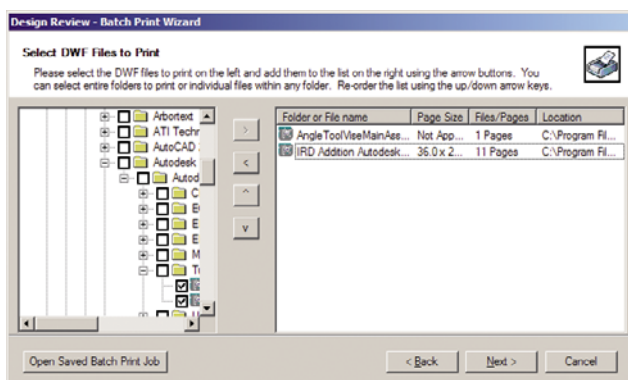 Design Review - Batch Print Wizard
Select DWF Files to Print
Please select the DWF files to print on the left and add them to the list on the right using the arrow buttons. You
can select entire folders to print or individual files within any folder. Re-order the list using the up/down arrow keys.
Arbortext
ATI Techr
AutoCAD
Autodesk
Autod
C
E
E
M
>
<
^
v
Folder or File name Page Size Files/Pages Location
AngleToolViseMainAss... Not App... 1 Pages C:\Program Fil...
IRD Addition Autodesk... 36.0 x 2... 11 Pages C:\Program Fil...
Open Saved Batch Print Job
< Back Next > Cancel